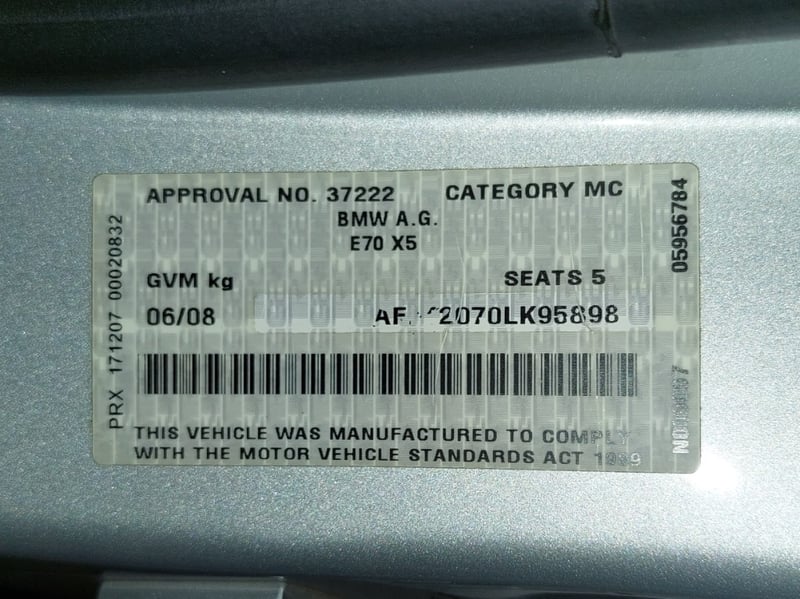 APPROVAL NO. 37222 CATEGORY MC
BMW A.G.
E70 X5
GVM kg SEATS 5
06/08
THIS VEHICLE WAS MANUFACTURED TO COMPLY
WITH THE MOTOR VEHICLE STANDARDS ACT 1989
PRX 171207 00020832
05956784